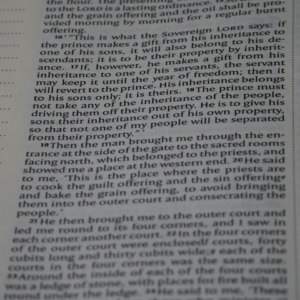 flour. The presenting
to the LORD is a lasting ordinance. 15 So
and the grain offering and the oil shall be pro-
vided morning by morning for a regular burnt
offering.
16 " 'This is what the Sovereign LORD says: If
the prince makes a gift from his inheritance to
one of his sons, it will also belong to his de-
scendants; it is to be their property by inherit-
ance. 17 If, however, he makes a gift from his
inheritance to one of his servants, the servant
may keep it until the year of freedom; then it
will revert to the prince. His inheritance belongs
to his sons only; it is theirs. 18 The prince must
not take any of the inheritance of the people,
driving them off their property. He is to give his
sons their inheritance out of his own property,
so that not one of my people will be separated
from their property.' "
19 Then the man brought me through the en-
trance at the side of the gate to the sacred rooms
facing north, which belonged to the priests, and
showed me a place at the western end. 20 He said
to me, "This is the place where the priests are
to cook the guilt offering and the sin offering
and bake the grain offering, to avoid bringing
them into the outer court and consecrating the
people."
21 He then brought me to the outer court and
led me round to its four corners, and I saw in
each corner another court. 22 In the four corners
of the outer court were enclosed courts, forty
cubits long and thirty cubits wide; each of the
courts in the four corners was the same size.
23 Around the inside of each of the four courts
was a ledge of stone, with places for fire built all
round under the ledge. 24 He said to me, "These